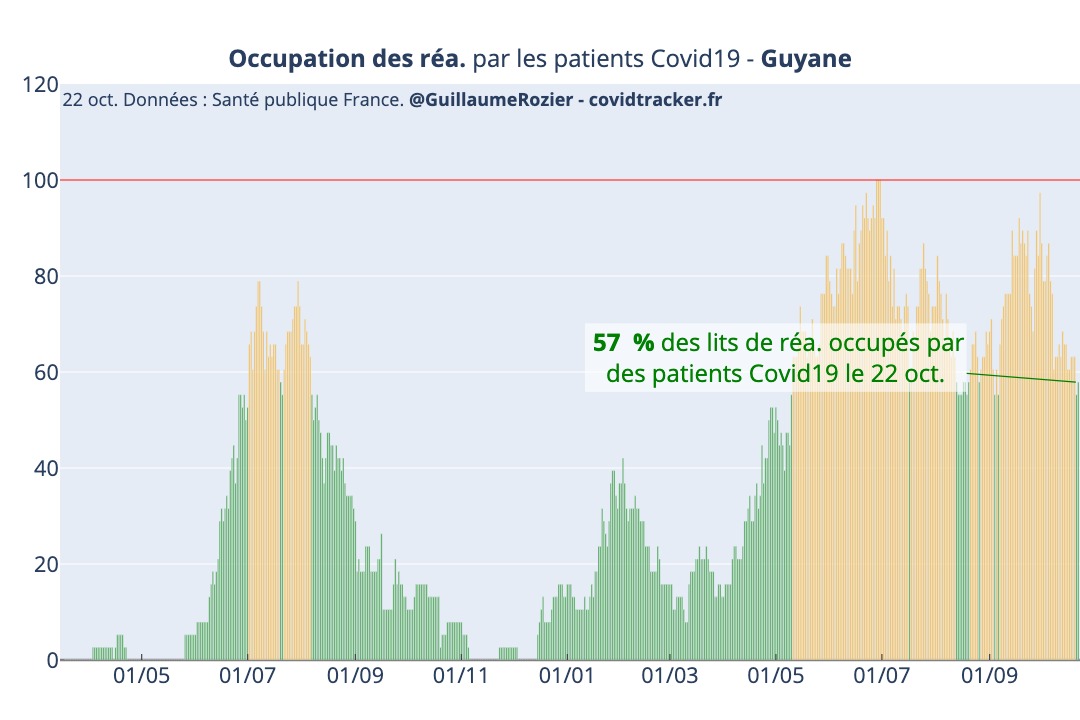 Occupation des réa. par les patients Covid19 - Guyane
120
22 oct. Données : Santé publique France. @GuillaumeRozier - covidtracker.fr
100
80
57 % des lits de réa. occupés par
des patients Covid19 le 22 oct.
60
40
20
0
01/05 01/07 01/09 01/11 01/01 01/03 01/05 01/07 01/09